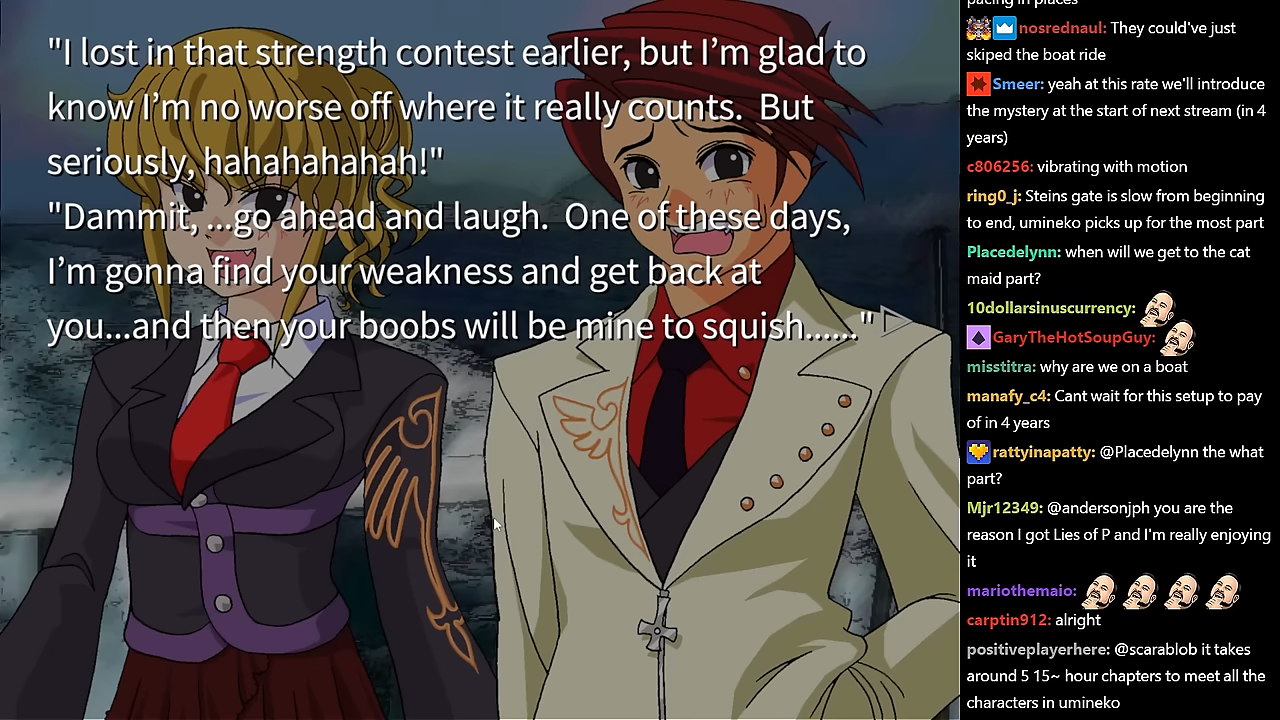 "I lost in that strength contest earlier, but I’m glad to
know I’m no worse off where it really counts.  But
seriously, hahahahahah!"
"Dammit, ...go ahead and laugh.  One of these days,
I’m gonna find your weakness and get back at
you...and then your boobs will be mine to squish......"
pacing in places
nosrednaul: They could've just
skiped the boat ride
Smeer: yeah at this rate we'll introduce
the mystery at the start of next stream (in 4
years)
c806256: vibrating with motion
ring0_j: Steins gate is slow from beginning
to end, umineko picks up for the most part
Placedelynn: when will we get to the cat
maid part?
10dollarsinuscurrency:
GaryTheHotSoupGuy:
misstitra: why are we on a boat
manafy_c4: Cant wait for this setup to pay
of in 4 years
rattyinapatty: @Placedelynn the what
part?
Mjr12349: @andersonjph you are the
reason I got Lies of P and I'm really enjoying
it
mariothemaio:
carptin912: alright
positiveplayerhere: @scarablob it takes
around 5 15~ hour chapters to meet all the
characters in umineko